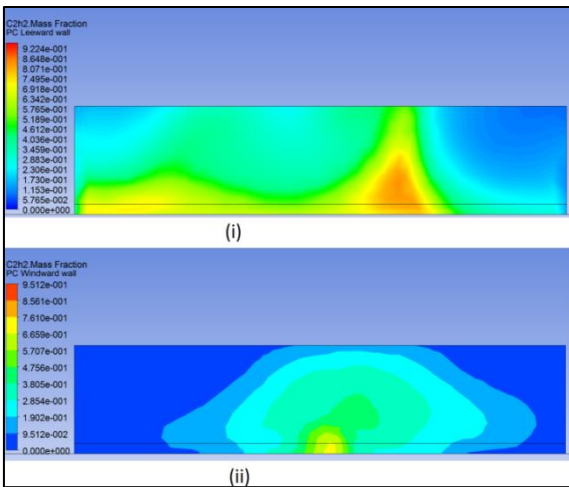 C2h2.Mass Fraction
PC Leeward wall
9.224e-001
8.648e-001
8.071e-001
7.495e-001
6.918e-001
6.342e-001
5.765e-001
5.189e-001
4.612e-001
4.036e-001
3.459e-001
2.883e-001
2.306e-001
1.730e-001
1.153e-001
5.765e-002
0.000e+000
(i)
C2h2.Mass Fraction
PC Windward wall
9.512e-001
8.561e-001
7.610e-001
6.659e-001
5.707e-001
4.756e-001
3.805e-001
2.854e-001
1.902e-001
9.512e-002
0.000e+000
(ii)